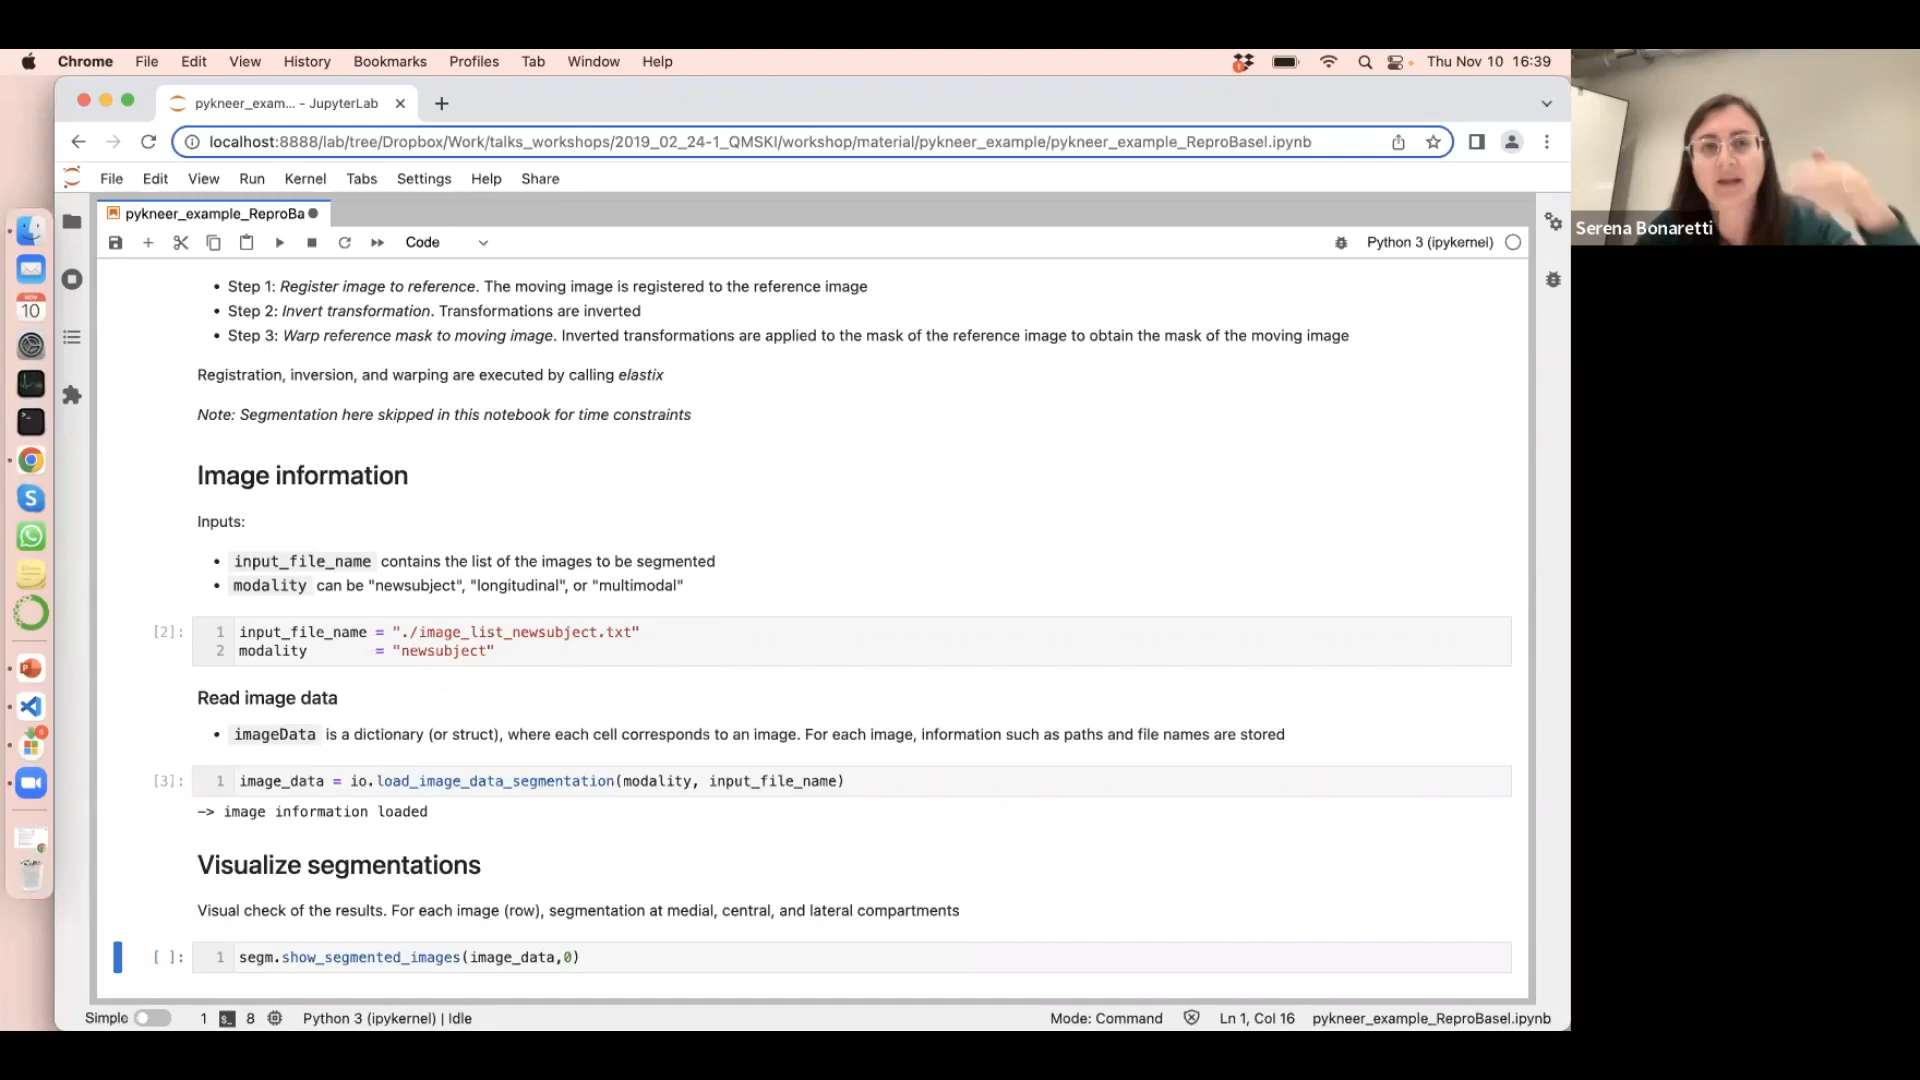 Chrome File Edit View History Bookmarks Profiles Tab Window Help Thu Nov 10 16:39
pykneer_exam... - JupyterLab
localhost:8888/lab/tree/Dropbox/Work/talks_workshops/2019_02_24-1_QMSKI/workshop/material/pykneer_example/pykneer_example_ReproBasel.ipynb
File Edit View Run Kernel Tabs Settings Help Share
pykneer_example_ReproBa
Code Python 3 (ipykernel)
Serena Bonaretti
• Step 1: Register image to reference. The moving image is registered to the reference image
• Step 2: Invert transformation. Transformations are inverted
• Step 3: Warp reference mask to moving image. Inverted transformations are applied to the mask of the reference image to obtain the mask of the moving image
Registration, inversion, and warping are executed by calling elastix
Note: Segmentation here skipped in this notebook for time constraints
Image information
Inputs:
• input_file_name contains the list of the images to be segmented
• modality can be "newsubject", "longitudinal", or "multimodal"
[2]: 1 input_file_name = "./image_list_newsubject.txt"
2 modality = "newsubject"
Read image data
• imageData is a dictionary (or struct), where each cell corresponds to an image. For each image, information such as paths and file names are stored
[3]: 1 image_data = io.load_image_data_segmentation(modality, input_file_name)
-> image information loaded
Visualize segmentations
Visual check of the results. For each image (row), segmentation at medial, central, and lateral compartments
[ ]: 1 segm.show_segmented_images(image_data,0)
Simple 1 8 Python 3 (ipykernel) | Idle Mode: Command Ln 1, Col 16 pykneer_example_ReproBasel.ipynb
NOV
10